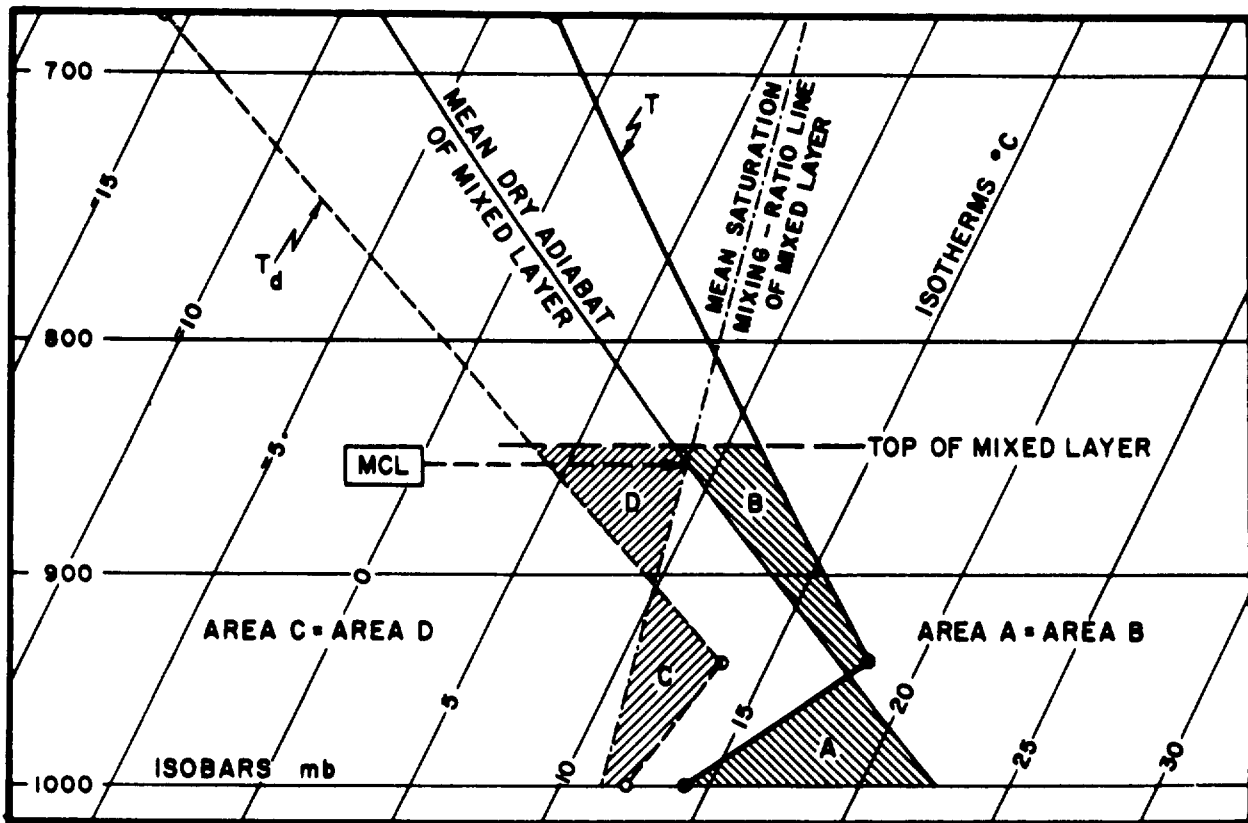 700
800
900
1000
-15
-10
-5
0
5
10
15
20
25
30
T
T
d
MEAN DRY ADIABAT
OF MIXED LAYER
MEAN SATURATION
MIXING - RATIO LINE
OF MIXED LAYER
ISOTHERMS °C
MCL
TOP OF MIXED LAYER
D
B
AREA C = AREA D
AREA A = AREA B
C
A
ISOBARS mb